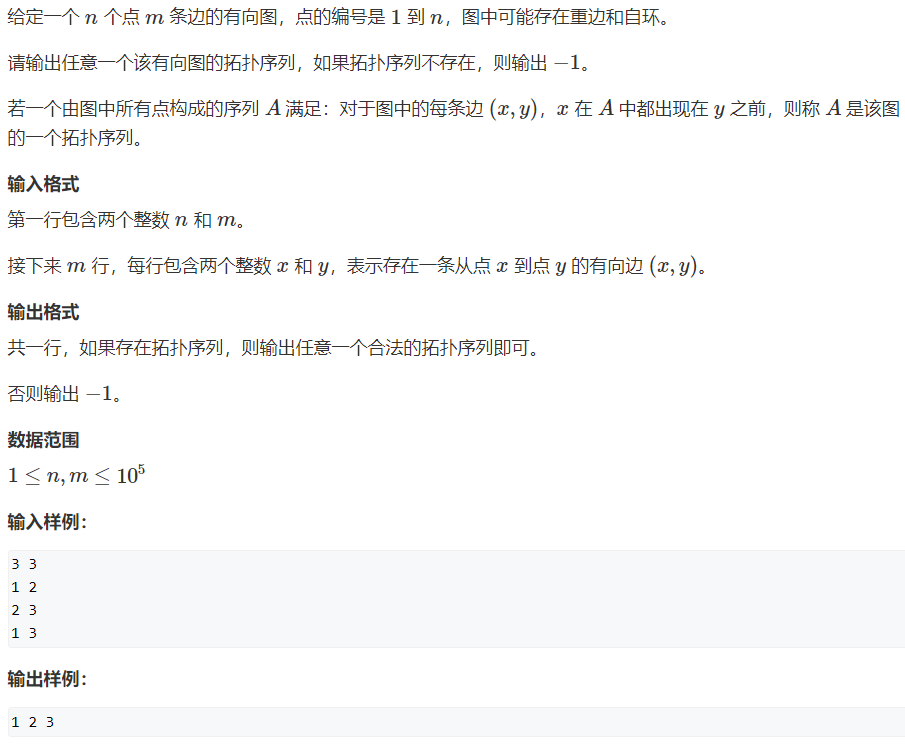 给定一个 n 个点 m 条边的有向图，点的编号是 1 到 n，图中可能存在重边和自环。
请输出任意一个该有向图的拓扑序列，如果拓扑序列不存在，则输出 −1。
若一个由图中所有点构成的序列 A 满足：对于图中的每条边 (x, y)，x 在 A 中都出现在 y 之前，则称 A 是该图
的一个拓扑序列。
输入格式
第一行包含两个整数 n 和 m。
接下来 m 行，每行包含两个整数 x 和 y，表示存在一条从点 x 到点 y 的有向边 (x, y)。
输出格式
共一行，如果存在拓扑序列，则输出任意一个合法的拓扑序列即可。
否则输出 −1。
数据范围
1 ≤ n, m ≤ 10⁵
输入样例：
3 3
1 2
2 3
1 3
输出样例：
1 2 3